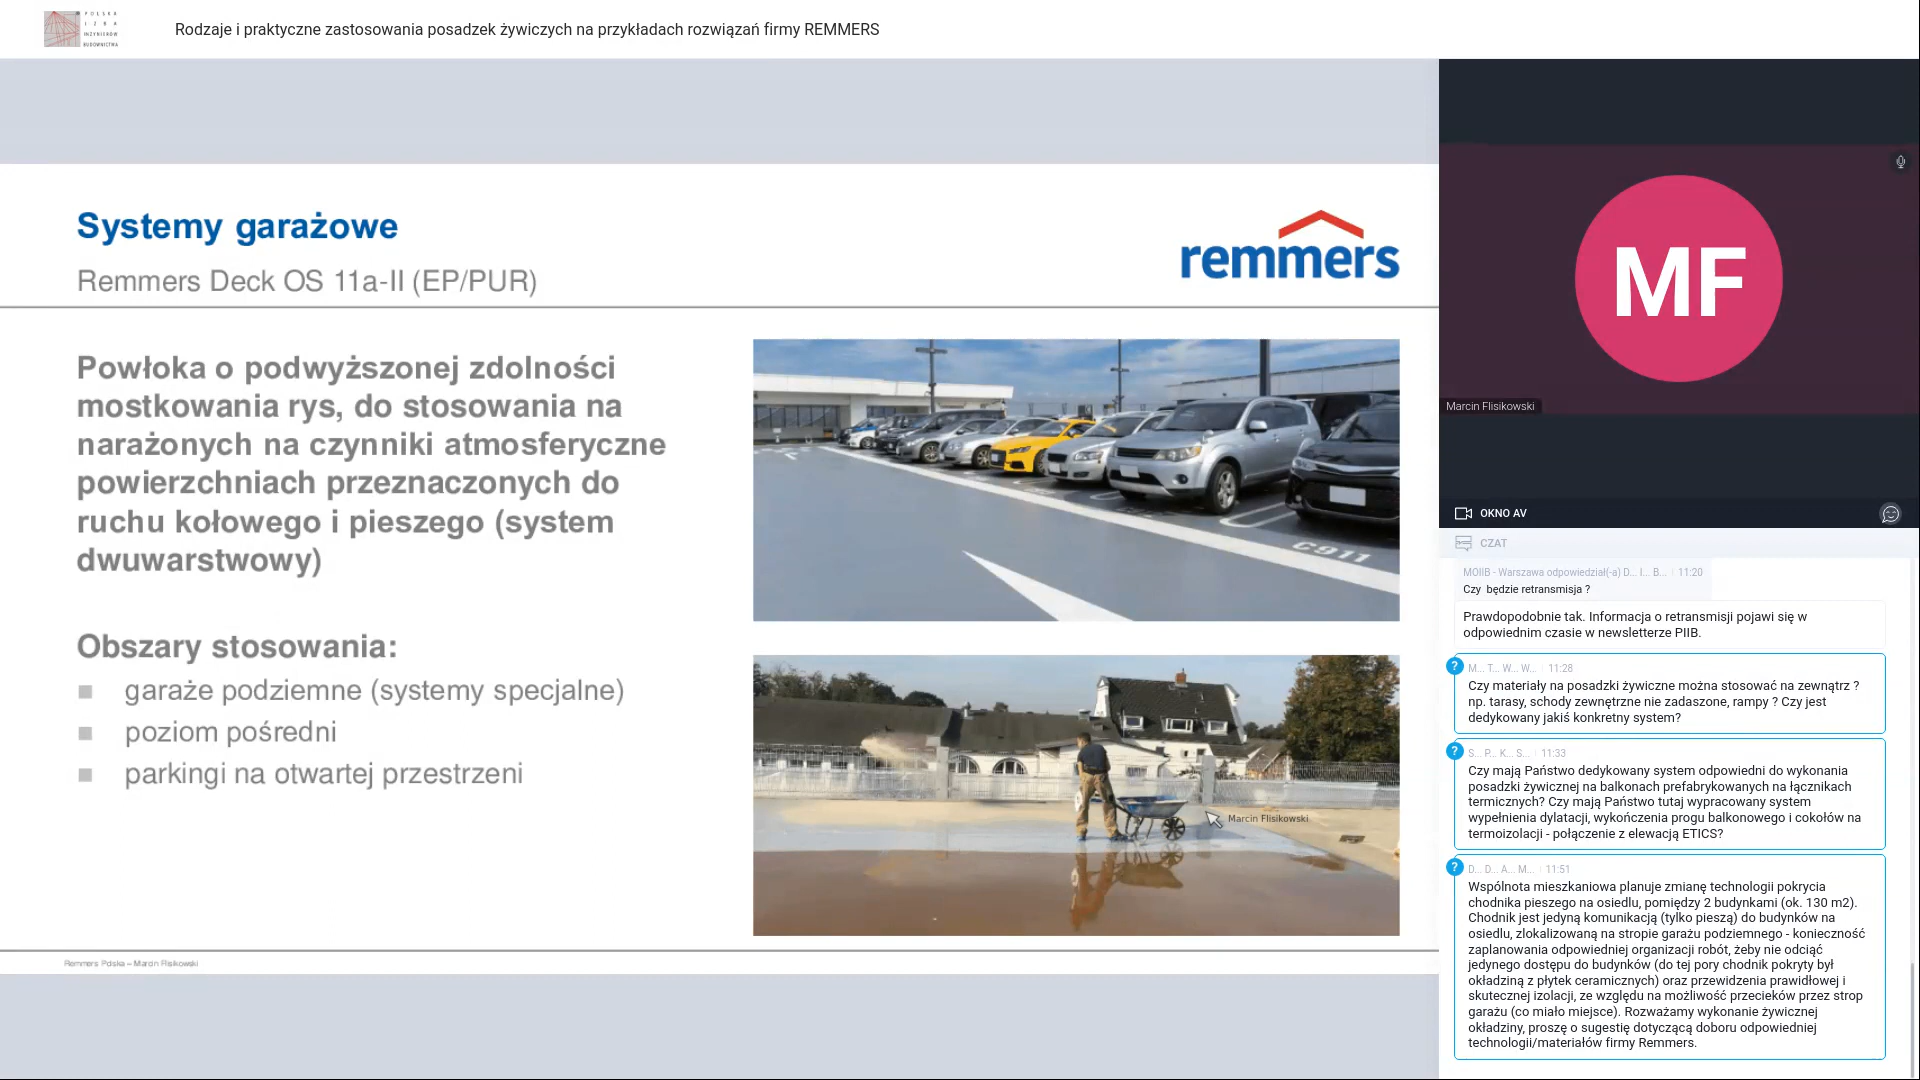 POLSKA
IZBA
INŻYNIERÓW
BUDOWNICTWA
Rodzaje i praktyczne zastosowania posadzek żywicznych na przykładach rozwiązań firmy REMMERS
Systemy garażowe
Remmers Deck OS 11a-II (EP/PUR)
remmers
Powłoka o podwyższonej zdolności
mostkowania rys, do stosowania na
narażonych na czynniki atmosferyczne
powierzchniach przeznaczonych do
ruchu kołowego i pieszego (system
dwuwarstwowy)
Obszary stosowania:
garaże podziemne (systemy specjalne)
poziom pośredni
parkingi na otwartej przestrzeni
C911
Marcin Flisikowski
Remmers Polska – Marcin Flisikowski
MF
Marcin Flisikowski
OKNO AV
CZAT
MOIIB - Warszawa odpowiedział(-a) D... I... B... 11:20
Czy będzie retransmisja ?
Prawdopodobnie tak. Informacja o retransmisji pojawi się w
odpowiednim czasie w newsletterze PIIB.
? M... T... W... W... 11:28
Czy materiały na posadzki żywiczne można stosować na zewnątrz ?
np. tarasy, schody zewnętrzne nie zadaszone, rampy ? Czy jest
dedykowany jakiś konkretny system?
? S... P... K... S... 11:33
Czy mają Państwo dedykowany system odpowiedni do wykonania
posadzki żywicznej na balkonach prefabrykowanych na łącznikach
termicznych? Czy mają Państwo tutaj wypracowany system
wypełnienia dylatacji, wykończenia progu balkonowego i cokołów na
termoizolacji - połączenie z elewacją ETICS?
? D... D... A... M... 11:51
Wspólnota mieszkaniowa planuje zmianę technologii pokrycia
chodnika pieszego na osiedlu, pomiędzy 2 budynkami (ok. 130 m2).
Chodnik jest jedyną komunikacją (tylko pieszą) do budynków na
osiedlu, zlokalizowaną na stropie garażu podziemnego - konieczność
zaplanowania odpowiedniej organizacji robót, żeby nie odciąć
jedynego dostępu do budynków (do tej pory chodnik pokryty był
okładziną z płytek ceramicznych) oraz przewidzenia prawidłowej i
skutecznej izolacji, ze względu na możliwość przecieków przez strop
garażu (co miało miejsce). Rozważamy wykonanie żywicznej
okładziny, proszę o sugestię dotyczącą doboru odpowiedniej
technologii/materiałów firmy Remmers.